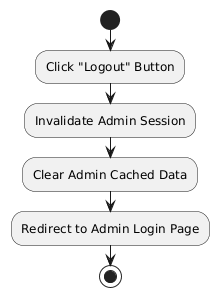 Click "Logout" Button
Invalidate Admin Session
Clear Admin Cached Data
Redirect to Admin Login Page